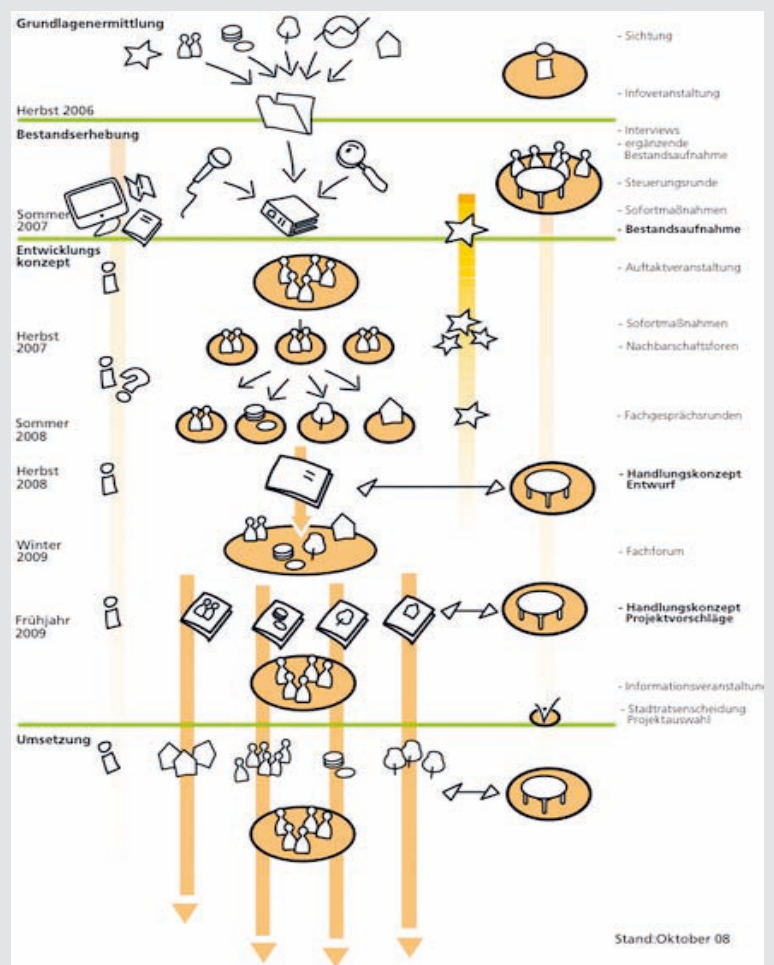 Grundlagenermittlung
- Sichtung
- Infoveranstaltung
Herbst 2006
Bestandserhebung
- Interviews
- ergänzende
Bestandsaufnahme
- Steuerungsrunde
- Sofortmaßnahmen
Sommer
2007
- Bestandsaufnahme
Entwicklungs
konzept
- Auftaktveranstaltung
- Sofortmaßnahmen
Herbst
2007
- Nachbarschaftsforen
- Fachgesprächsrunden
Sommer
2008
Herbst
2008
- Handlungskonzept
Entwurf
Winter
2009
- Fachforum
- Handlungskonzept
Projektvorschläge
Frühjahr
2009
- Informationsveranstaltung
- Stadtratsenscheidung
Projektauswahl
Umsetzung
Stand:Oktober 08